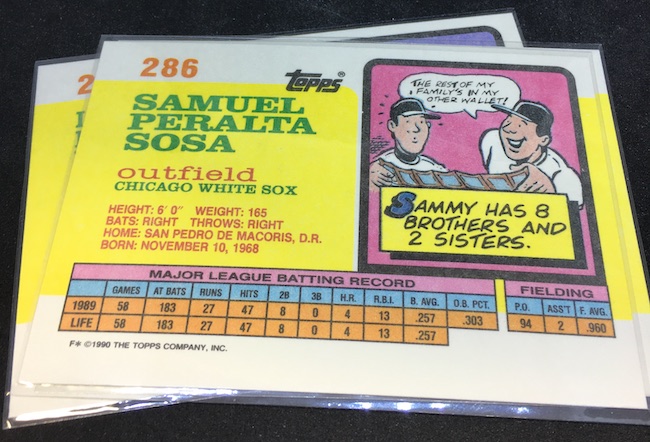 286
topps®
SAMUEL
PERALTA
SOSA
outfield
CHICAGO WHITE SOX
HEIGHT: 6' 0" WEIGHT: 165
BATS: RIGHT THROWS: RIGHT
HOME: SAN PEDRO DE MACORIS, D.R.
BORN: NOVEMBER 10, 1968
THE REST OF MY
FAMILY'S IN MY
OTHER WALLET!
SAMMY HAS 8
BROTHERS AND
2 SISTERS.
MAJOR LEAGUE BATTING RECORD FIELDING
GAMES AT BATS RUNS HITS 2B 3B H.R. R.B.I. B. AVG. O.B. PCT. P.O. ASS'T F. AVG.
1989 58 183 27 47 8 0 4 13 .257 .303 94 2 .960
LIFE 58 183 27 47 8 0 4 13 .257
F* ©1990 THE TOPPS COMPANY, INC.
2